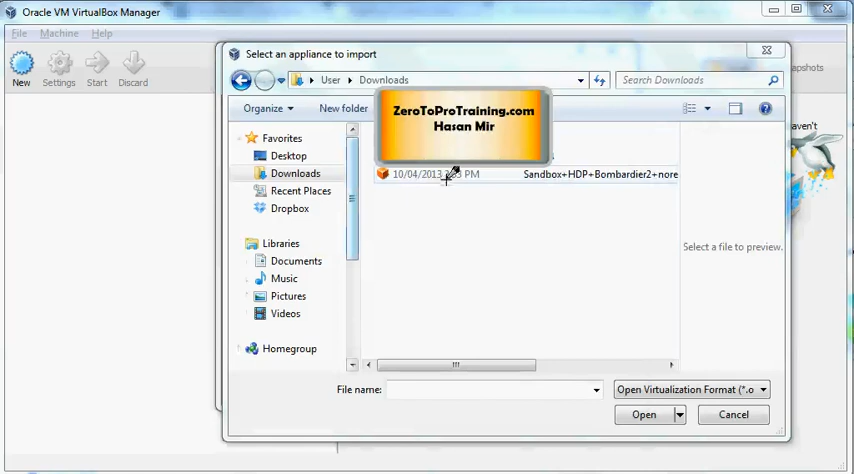 Oracle VM VirtualBox Manager
File Machine Help
New Settings Start Discard
Select an appliance to import
User Downloads
Search Downloads
Organize New folder
ZeroToProTraining.com
Hasan Mir
Favorites
Desktop
Downloads
Recent Places
Dropbox
Libraries
Documents
Music
Pictures
Videos
Homegroup
10/04/2013 PM Sandbox+HDP+Bombardier2+nore
Select a file to preview.
File name:
Open Virtualization Format (*.o
Open Cancel
apshots
aven't